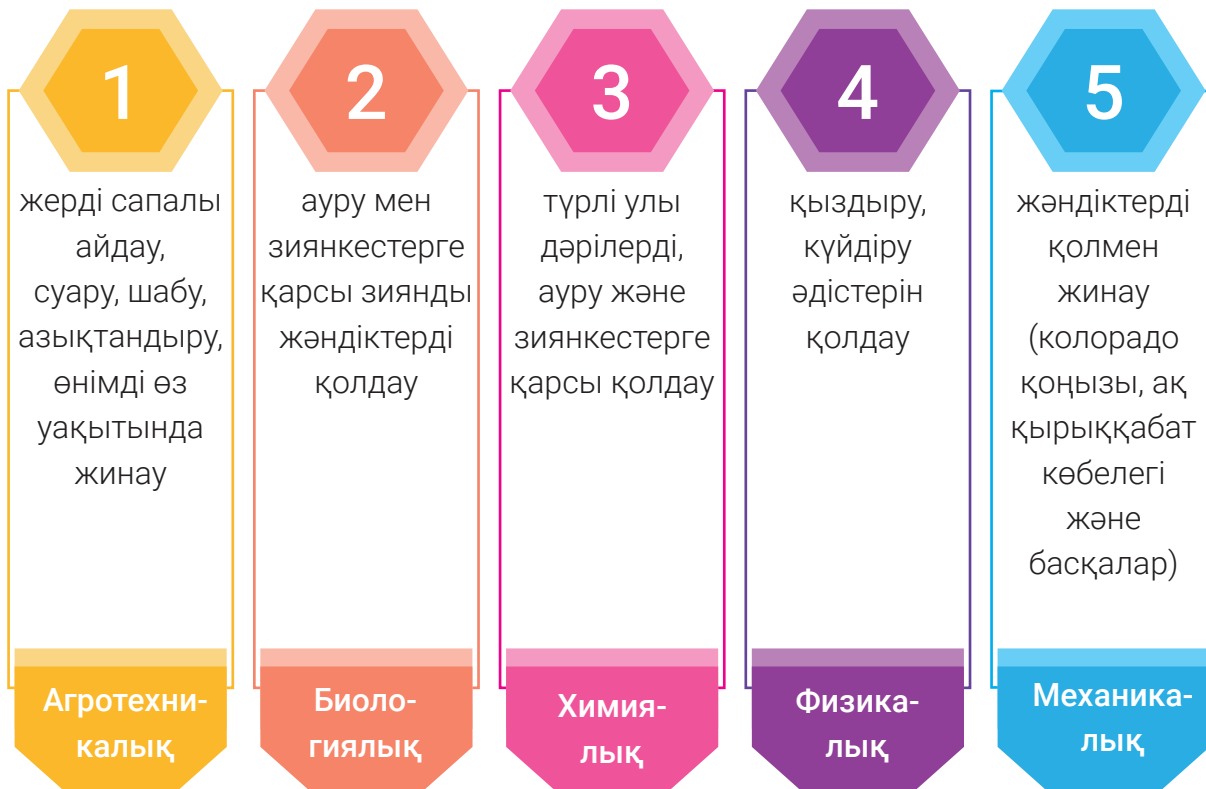 1
жерді сапалы
айдау,
суару, шабу,
азықтандыру,
өнімді өз
уақытында
жинау
Агротехни-
калық
2
ауру мен
зиянкестерге
қарсы зиянды
жәндіктерді
қолдау
Биоло-
гиялық
3
түрлі улы
дәрілерді,
ауру және
зиянкестерге
қарсы қолдау
Химия-
лық
4
қыздыру,
күйдіру
әдістерін
қолдау
Физика-
лық
5
жәндіктерді
қолмен
жинау
(колорадо
қоңызы, ақ
қырыққабат
көбелегі
және
басқалар)
Механика-
лық